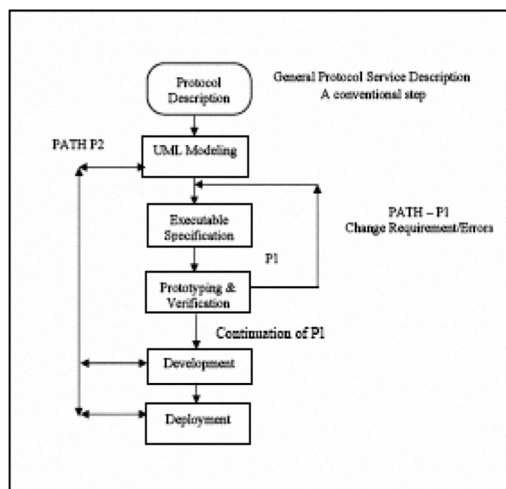 Protocol
Description
General Protocol Service Description
A conventional step
PATH P2
UML Modeling
Executable
Specification
PATH – P1
Change Requirement/Errors
P1
Prototyping &
Verification
Continuation of P1
Development
Deployment